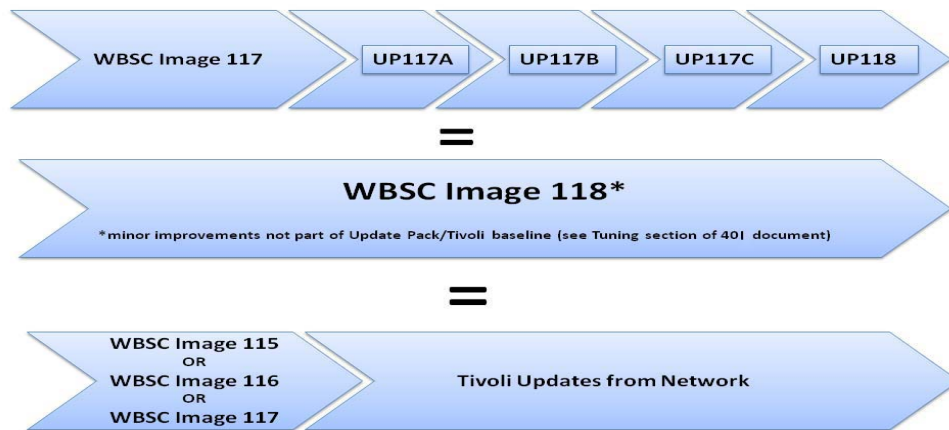 WBSC Image 117
UP117A
UP117B
UP117C
UP118
=
WBSC Image 118*
*minor improvements not part of Update Pack/Tivoli baseline (see Tuning section of 40I document)
=
WBSC Image 115
OR
WBSC Image 116
OR
WBSC Image 117
Tivoli Updates from Network